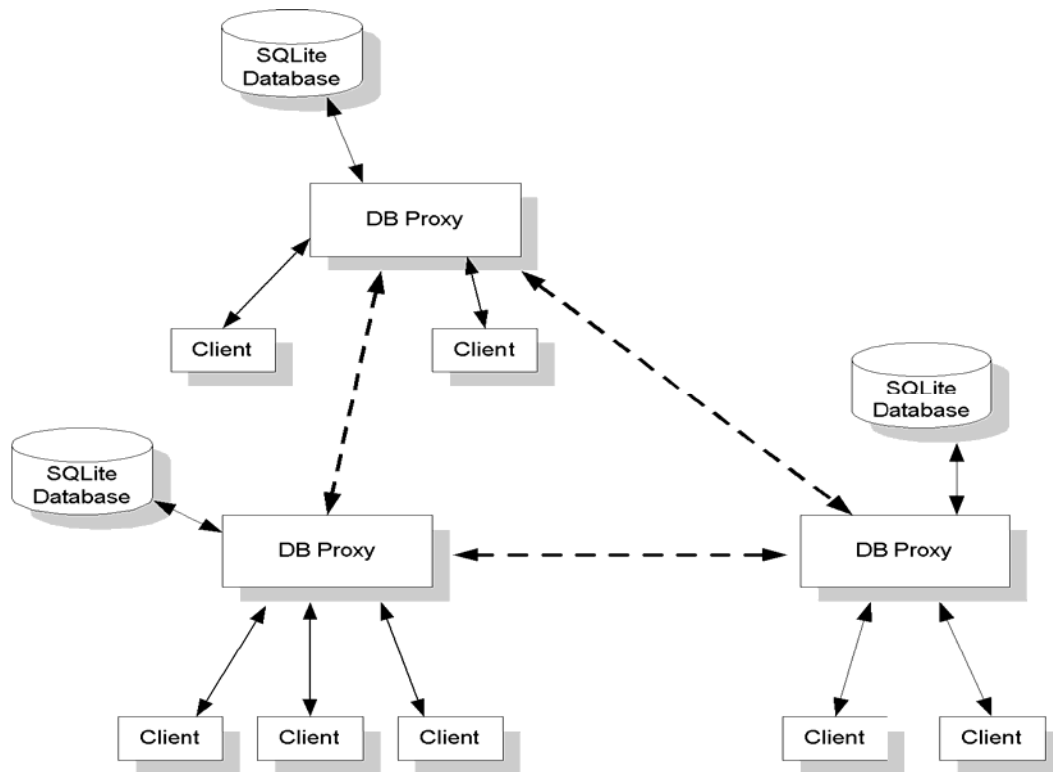 SQLite
Database
DB Proxy
Client
Client
SQLite
Database
SQLite
Database
DB Proxy
DB Proxy
Client
Client
Client
Client
Client